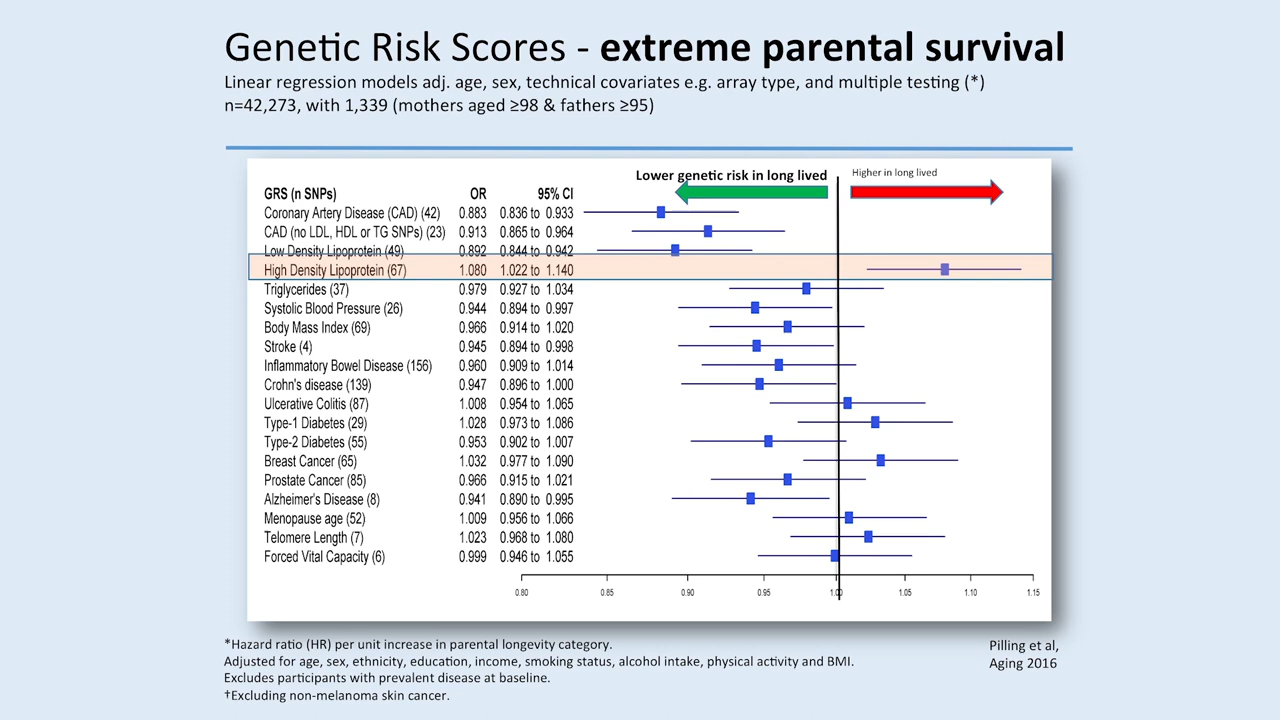 Genetic Risk Scores - extreme parental survival
Linear regression models adj. age, sex, technical covariates e.g. array type, and multiple testing (*)
n=42,273, with 1,339 (mothers aged ≥98 & fathers ≥95)
Lower genetic risk in long lived
Higher in long lived
GRS (n SNPs) OR 95% CI
Coronary Artery Disease (CAD) (42) 0.883 0.836 to 0.933
CAD (no LDL, HDL or TG SNPs) (23) 0.913 0.865 to 0.964
Low Density Lipoprotein (49) 0.892 0.844 to 0.942
High Density Lipoprotein (67) 1.080 1.022 to 1.140
Triglycerides (37) 0.979 0.927 to 1.034
Systolic Blood Pressure (26) 0.944 0.894 to 0.997
Body Mass Index (69) 0.966 0.914 to 1.020
Stroke (4) 0.945 0.894 to 0.998
Inflammatory Bowel Disease (156) 0.960 0.909 to 1.014
Crohn's disease (139) 0.947 0.896 to 1.000
Ulcerative Colitis (87) 1.008 0.954 to 1.065
Type-1 Diabetes (29) 1.028 0.973 to 1.086
Type-2 Diabetes (55) 0.953 0.902 to 1.007
Breast Cancer (65) 1.032 0.977 to 1.090
Prostate Cancer (85) 0.966 0.915 to 1.021
Alzheimer's Disease (8) 0.941 0.890 to 0.995
Menopause age (52) 1.009 0.956 to 1.066
Telomere Length (7) 1.023 0.968 to 1.080
Forced Vital Capacity (6) 0.999 0.946 to 1.055
0.80 0.85 0.90 0.95 1.00 1.05 1.10 1.15
*Hazard ratio (HR) per unit increase in parental longevity category.
Adjusted for age, sex, ethnicity, education, income, smoking status, alcohol intake, physical activity and BMI.
Excludes participants with prevalent disease at baseline.
†Excluding non-melanoma skin cancer.
Pilling et al,
Aging 2016